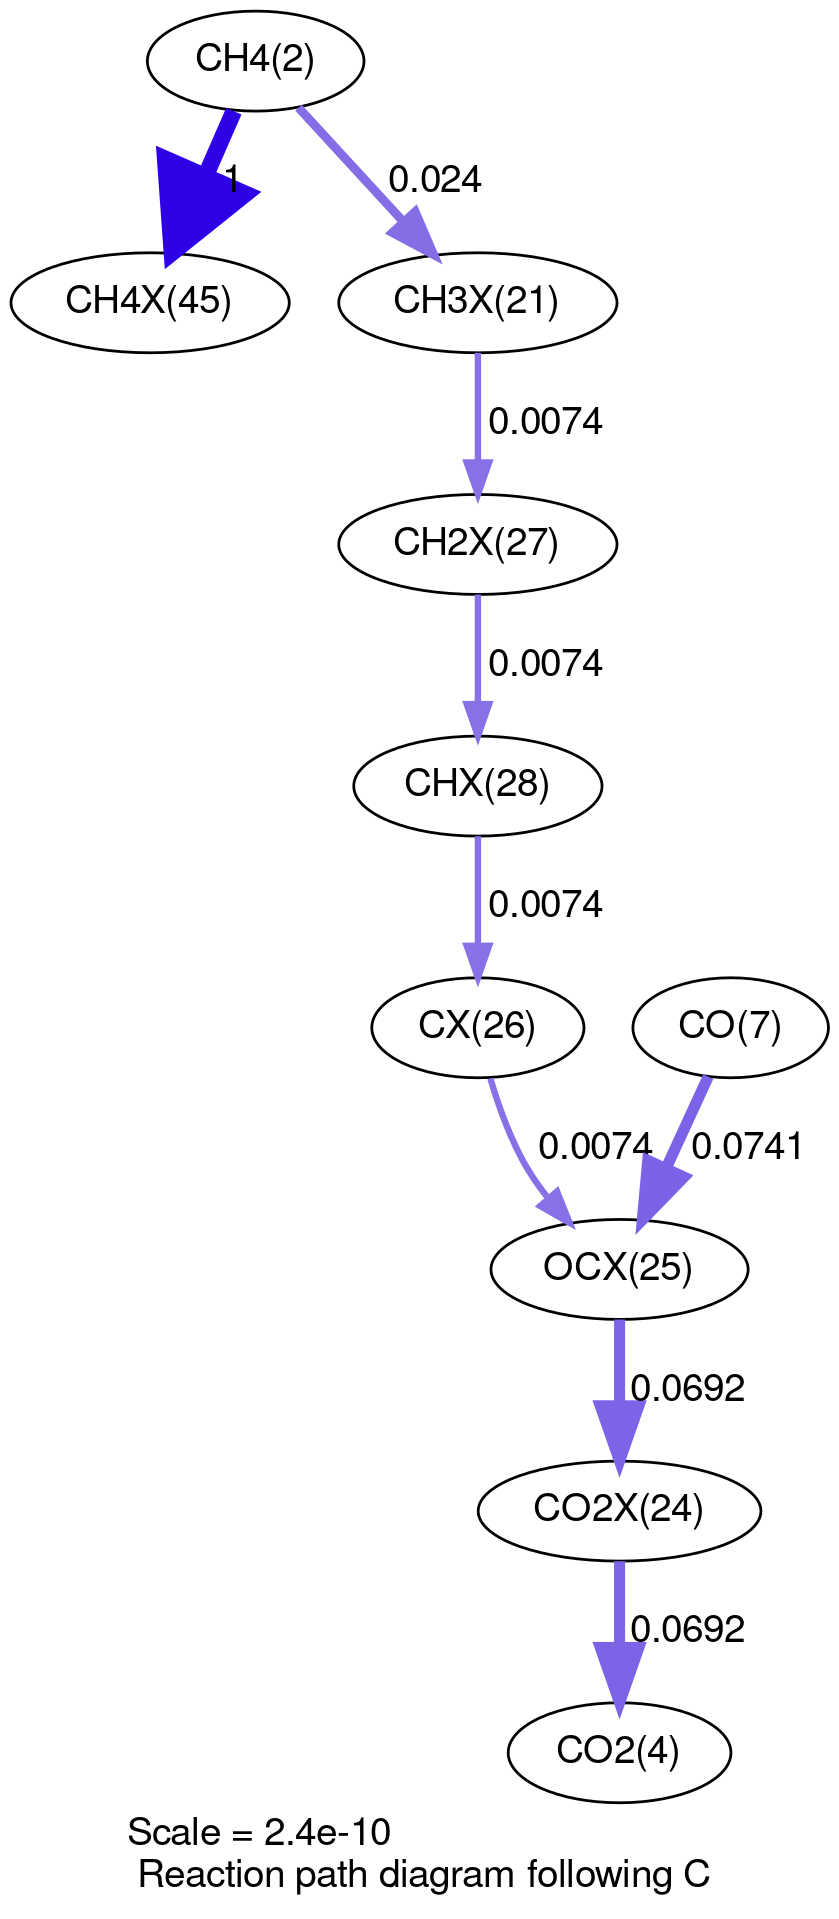 CH4(2)
1
0.024
CH4X(45)
CH3X(21)
0.0074
CH2X(27)
0.0074
CHX(28)
0.0074
CX(26)
CO(7)
0.0074
0.0741
OCX(25)
0.0692
CO2X(24)
0.0692
CO2(4)
Scale = 2.4e-10
Reaction path diagram following C